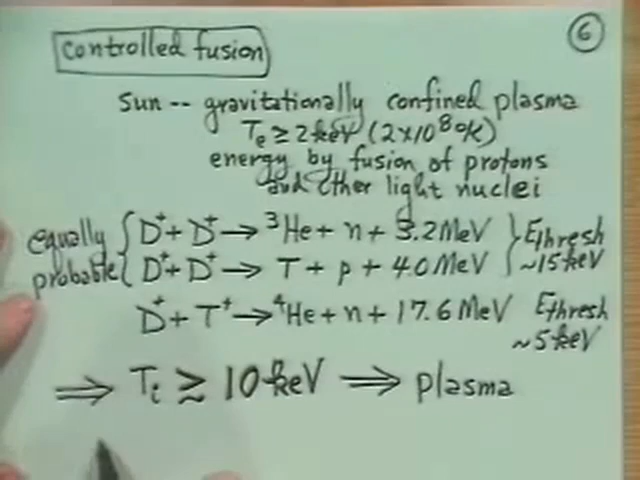 6
controlled fusion
Sun -- gravitationally confined plasma
Te ≥ 2 keV (2×10⁸ °K)
energy by fusion of protons
and other light nuclei
equally probable { D⁺ + D⁺ → ³He + n + 3.2 MeV } Ethresh
D⁺ + D⁺ → T + p + 4.0 MeV ~15 keV
D⁺ + T⁺ → ⁴He + n + 17.6 MeV Ethresh
~5 keV
⇒ Ti ≳ 10 keV ⇒ plasma